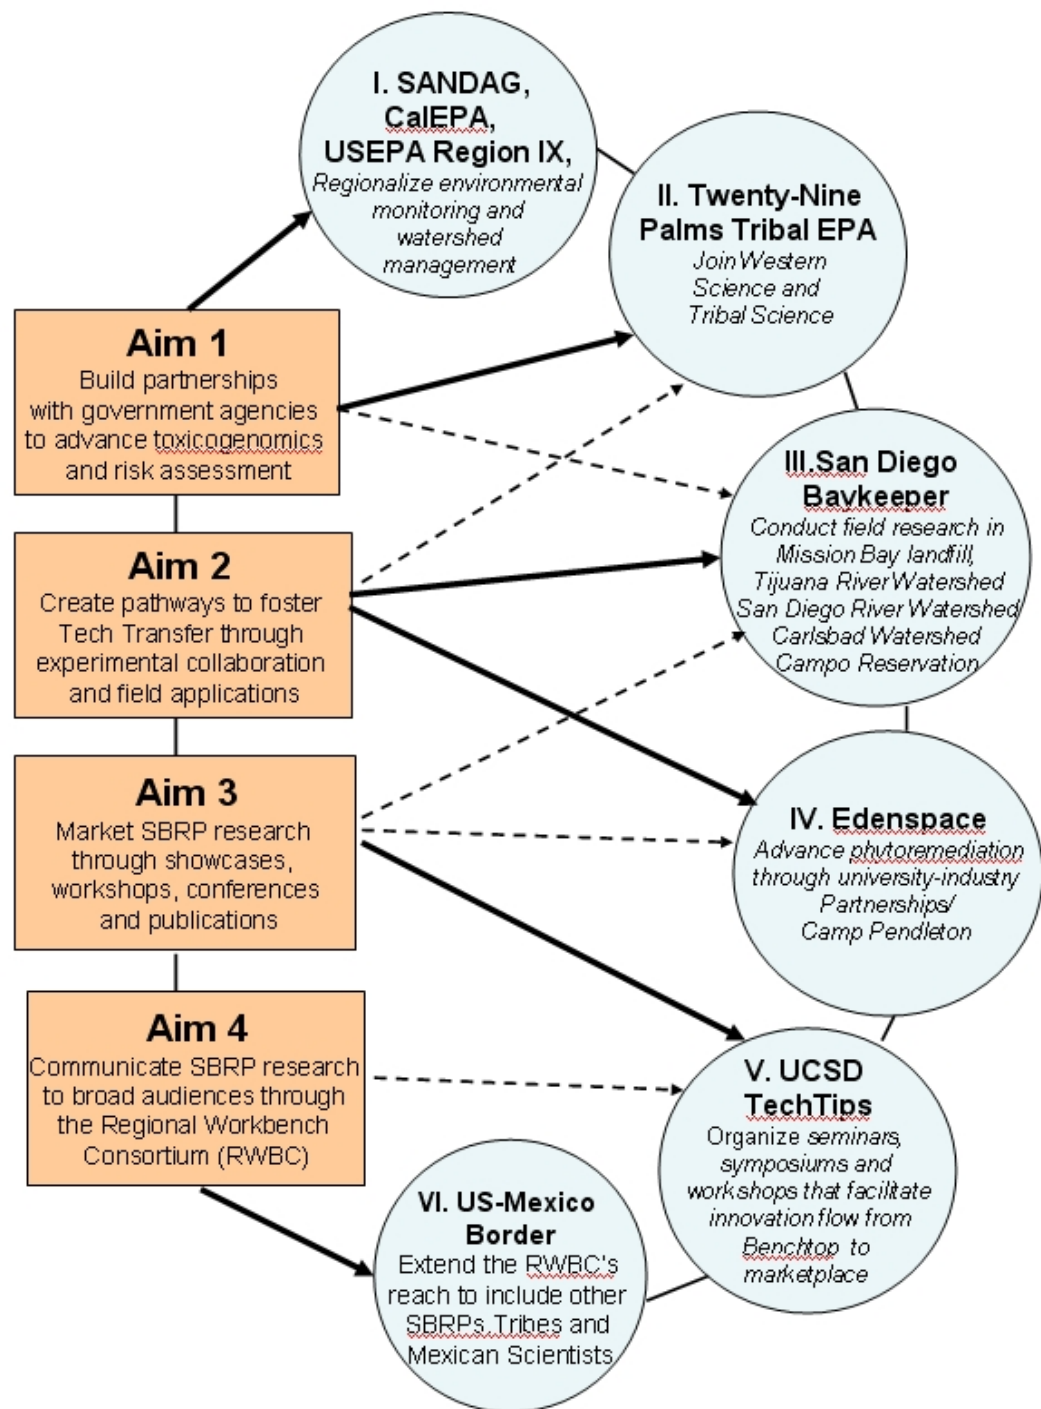 I. SANDAG,
CalEPA,
USEPA Region IX,
Regionalize environmental
monitoring and
watershed
management
II. Twenty-Nine
Palms Tribal EPA
Join Western
Science and
Tribal Science
Aim 1
Build partnerships
with government agencies
to advance toxicogenomics
and risk assessment
III.San Diego
Baykeeper
Conduct field research in
Mission Bay landfill,
Tijuana River Watershed
San Diego River Watershed
Carlsbad Watershed
Campo Reservation
Aim 2
Create pathways to foster
Tech Transfer through
experimental collaboration
and field applications
Aim 3
Market SBRP research
through showcases,
workshops, conferences
and publications
IV. Edenspace
Advance phytoremediation
through university-industry
Partnerships/
Camp Pendleton
Aim 4
Communicate SBRP research
to broad audiences through
the Regional Workbench
Consortium (RWBC)
V. UCSD
TechTips
Organize seminars,
symposiums and
workshops that facilitate
innovation flow from
Benchtop to
marketplace
VI. US-Mexico
Border
Extend the RWBC's
reach to include other
SBRPs,Tribes and
Mexican Scientists